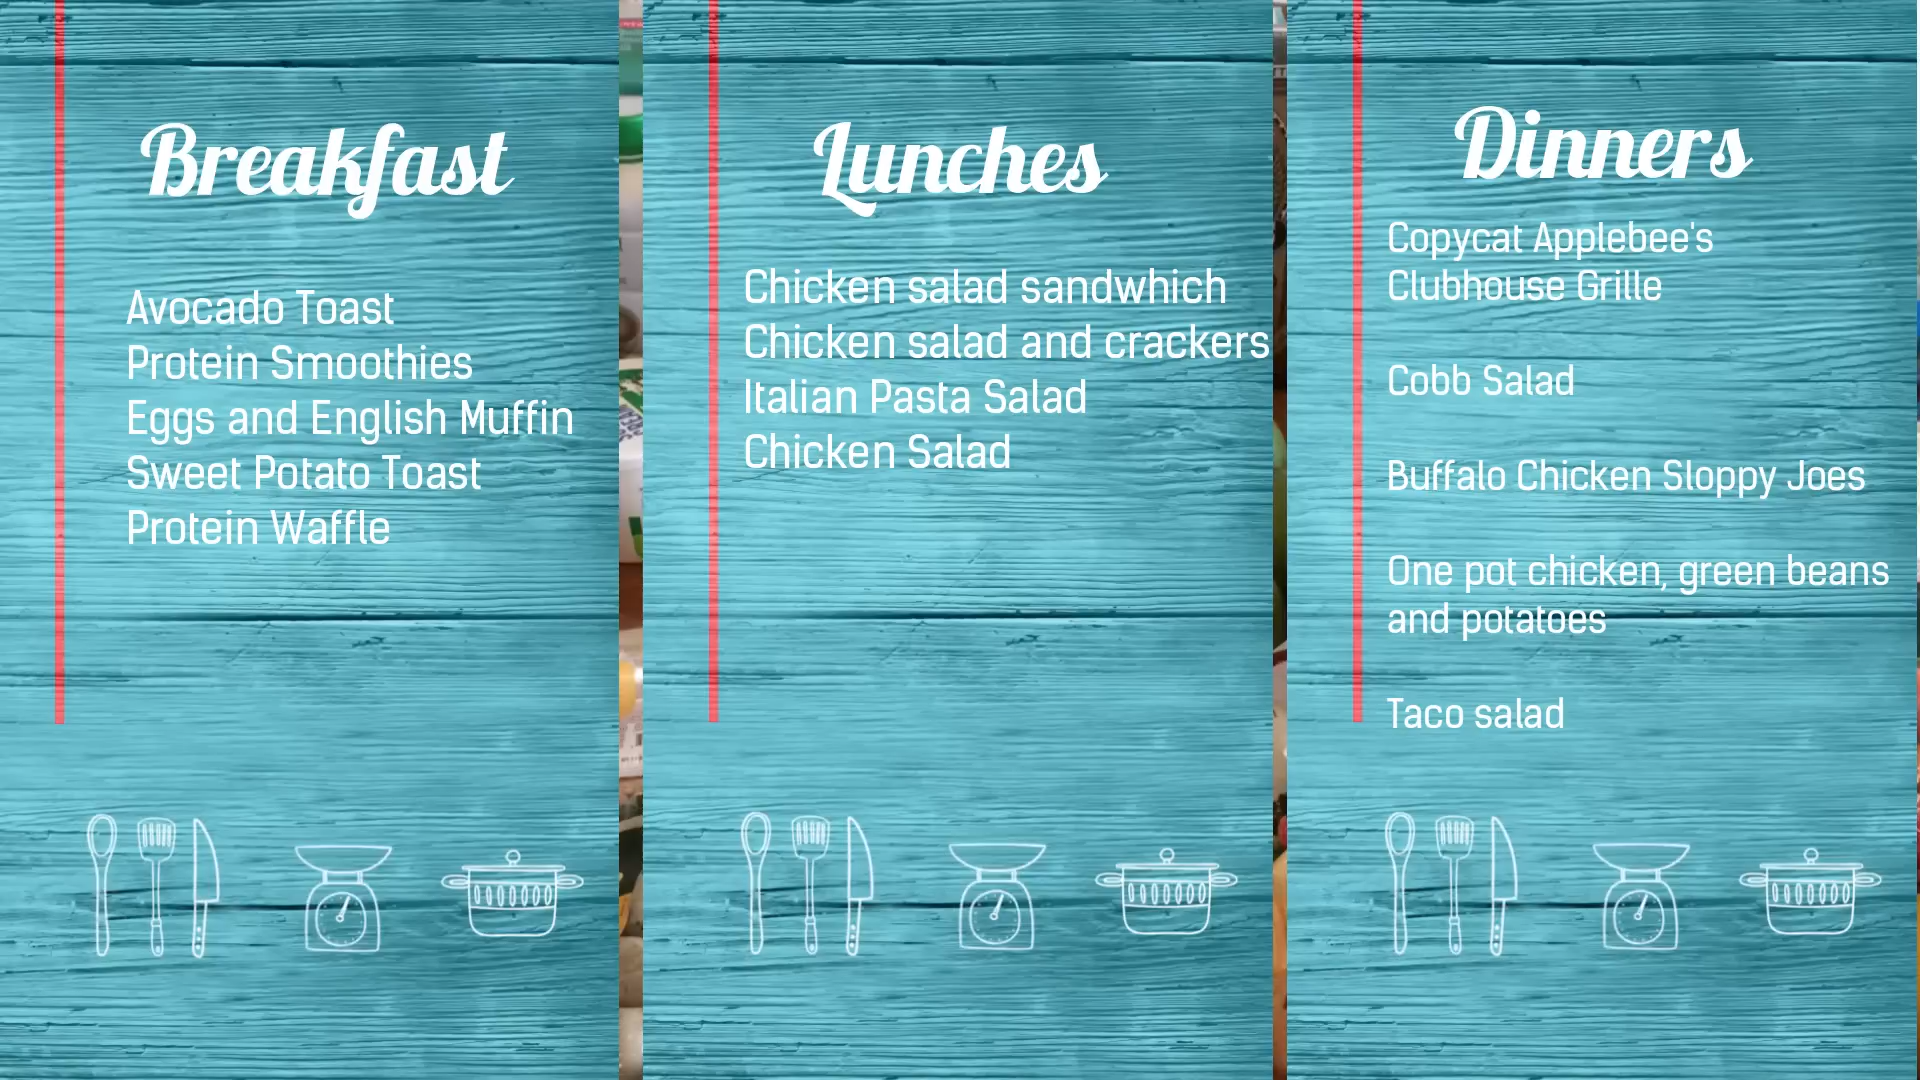 Breakfast
Avocado Toast
Protein Smoothies
Eggs and English Muffin
Sweet Potato Toast
Protein Waffle
Lunches
Chicken salad sandwhich
Chicken salad and crackers
Italian Pasta Salad
Chicken Salad
Dinners
Copycat Applebee's
Clubhouse Grille
Cobb Salad
Buffalo Chicken Sloppy Joes
One pot chicken, green beans
and potatoes
Taco salad